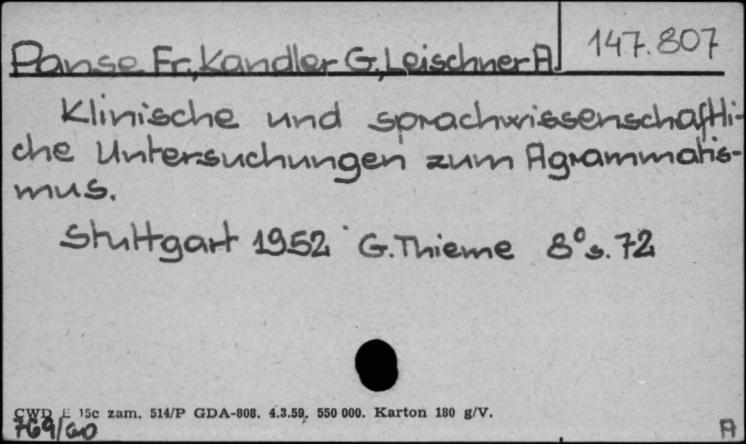 Panse Fr., Kandler G., Leischner A.
147.807
Klinische und sprachwissenschaftli-
che Untersuchungen zum Agrammatis-
mus.
Stuttgart 1952 G. Thieme 8° s. 72
CWD E 15c zam. 514/P GDA-808. 4.3.59. 550 000. Karton 180 g/V.
769/60
A